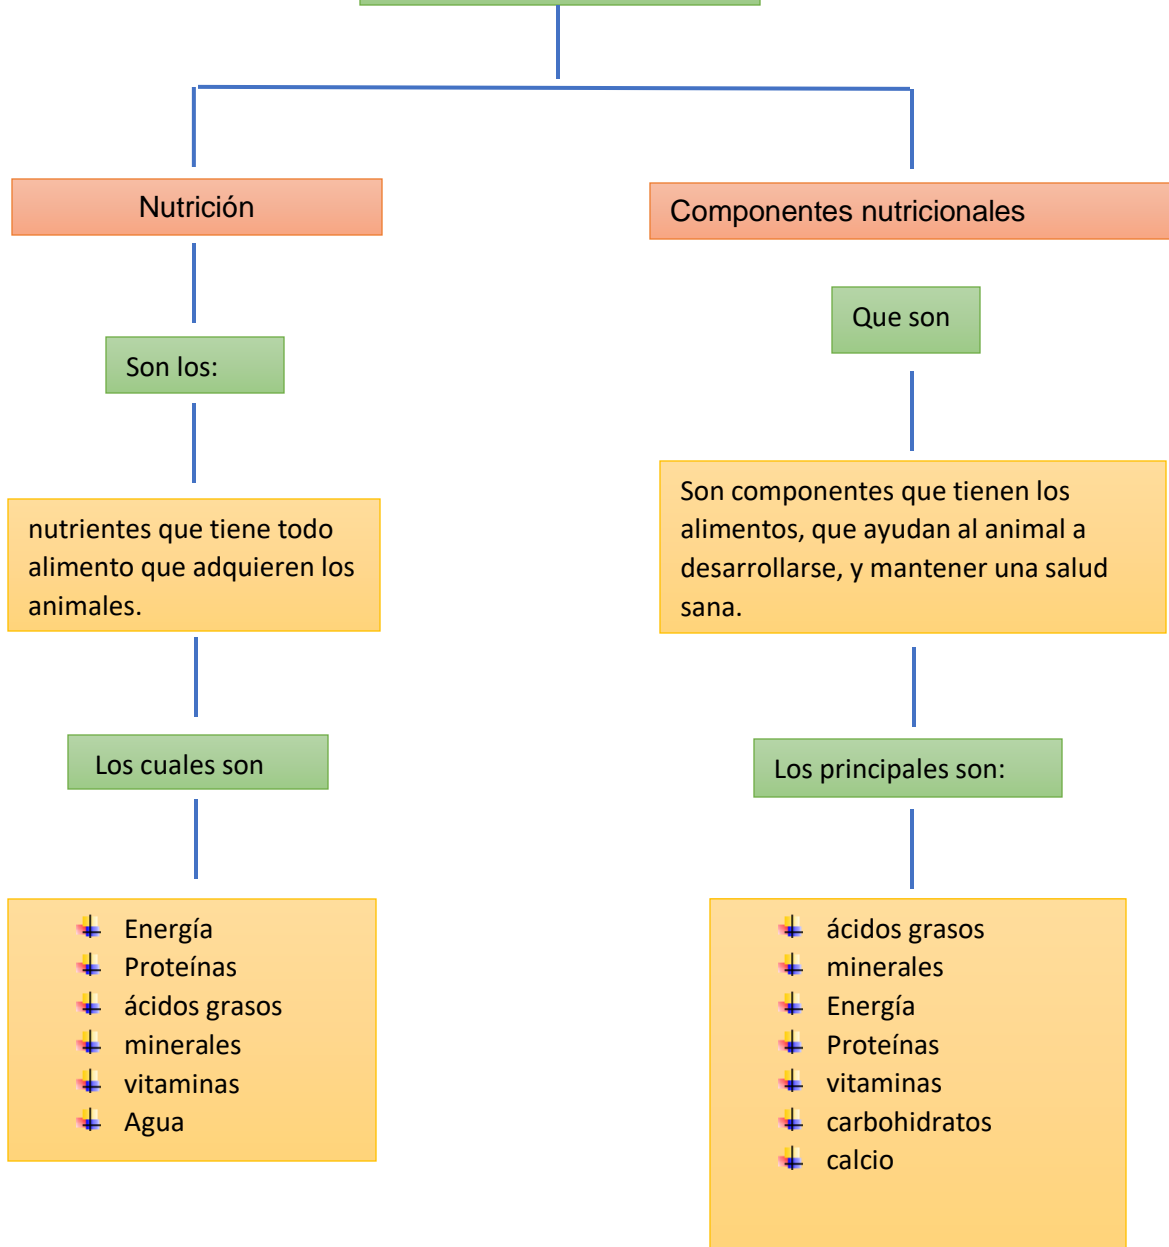 Nutrición
Son los:
nutrientes que tiene todo
alimento que adquieren los
animales.
Los cuales son
Energía
Proteínas
ácidos grasos
minerales
vitaminas
Agua
Componentes nutricionales
Que son
Son componentes que tienen los
alimentos, que ayudan al animal a
desarrollarse, y mantener una salud
sana.
Los principales son:
ácidos grasos
minerales
Energía
Proteínas
vitaminas
carbohidratos
calcio